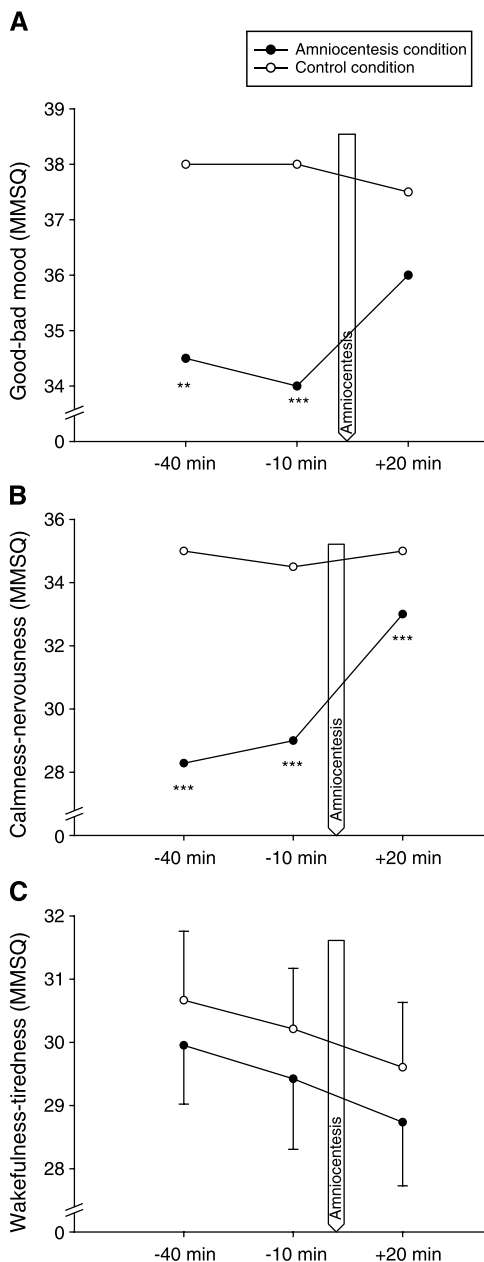 A
Amniocentesis condition
Control condition
Good-bad mood (MMSQ)
39
38
37
36
35
34
0
Amniocentesis
**
***
-40 min
-10 min
+20 min
B
Calmness-nervousness (MMSQ)
36
34
32
30
28
0
Amniocentesis
***
***
***
-40 min
-10 min
+20 min
C
Wakefulness-tiredness (MMSQ)
32
31
30
29
28
0
Amniocentesis
-40 min
-10 min
+20 min